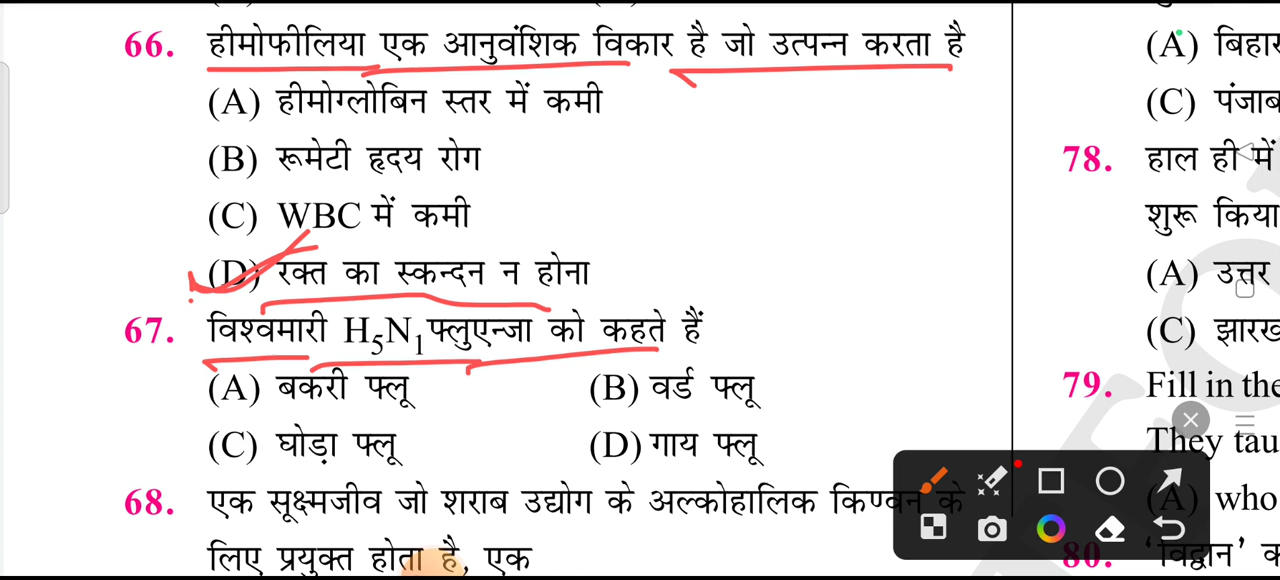 66. हीमोफीलिया एक आनुवंशिक विकार है जो उत्पन्न करता है
(A) हीमोग्लोबिन स्तर में कमी
(B) रूमेटी हृदय रोग
(C) WBC में कमी
(D) रक्त का स्कन्दन न होना
67. विश्वमारी H₅N₁ फ्लुएन्जा को कहते हैं
(A) बकरी फ्लू (B) वर्ड फ्लू
(C) घोड़ा फ्लू (D) गाय फ्लू
68. एक सूक्ष्मजीव जो शराब उद्योग के अल्कोहालिक किण्वन के
लिए प्रयुक्त होता है, एक
(A) बिहार
(C) पंजाब
78. हाल ही में
शुरू किया
(A) उत्तर
(C) झारख
79. Fill in the
They tau
(A) who
80. 'विद्वान' क